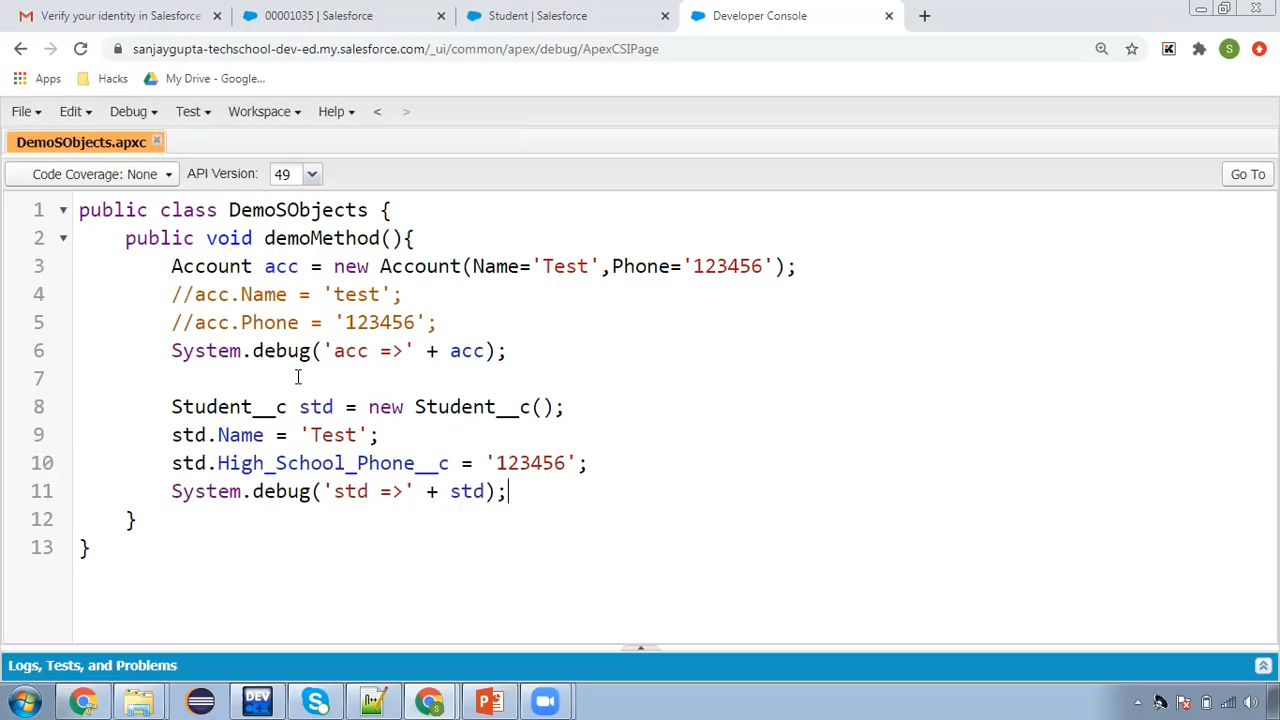 Verify your identity in Salesforce
00001035 | Salesforce
Student | Salesforce
Developer Console
sanjaygupta-techschool-dev-ed.my.salesforce.com/_ui/common/apex/debug/ApexCSIPage
S
Apps
Hacks
My Drive - Google...
File
Edit
Debug
Test
Workspace
Help
<
>
DemoSObjects.apxc
Code Coverage: None
API Version:
49
Go To
1 public class DemoSObjects {
2 public void demoMethod(){
3 Account acc = new Account(Name='Test',Phone='123456');
4 //acc.Name = 'test';
5 //acc.Phone = '123456';
6 System.debug('acc =>' + acc);
7
8 Student__c std = new Student__c();
9 std.Name = 'Test';
10 std.High_School_Phone__c = '123456';
11 System.debug('std =>' + std);
12 }
13 }
Logs, Tests, and Problems
DEV